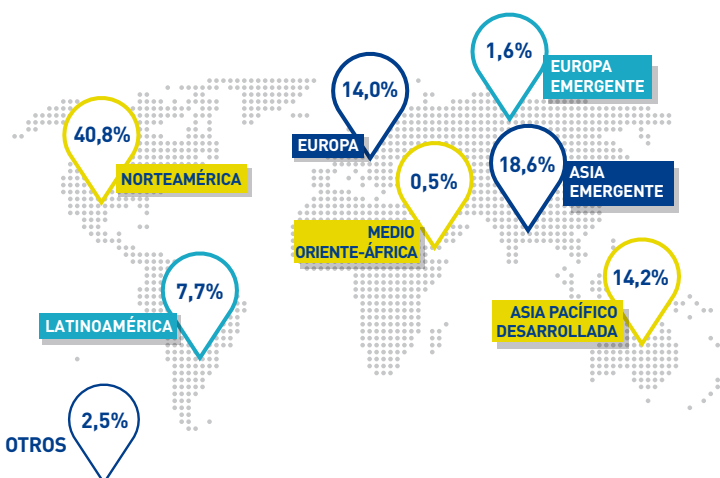 1,6%
EUROPA
EMERGENTE
14,0%
EUROPA
40,8%
NORTEAMÉRICA
18,6%
ASIA
EMERGENTE
0,5%
MEDIO
ORIENTE-ÁFRICA
7,7%
LATINOAMÉRICA
14,2%
ASIA PACÍFICO
DESARROLLADA
2,5%
OTROS